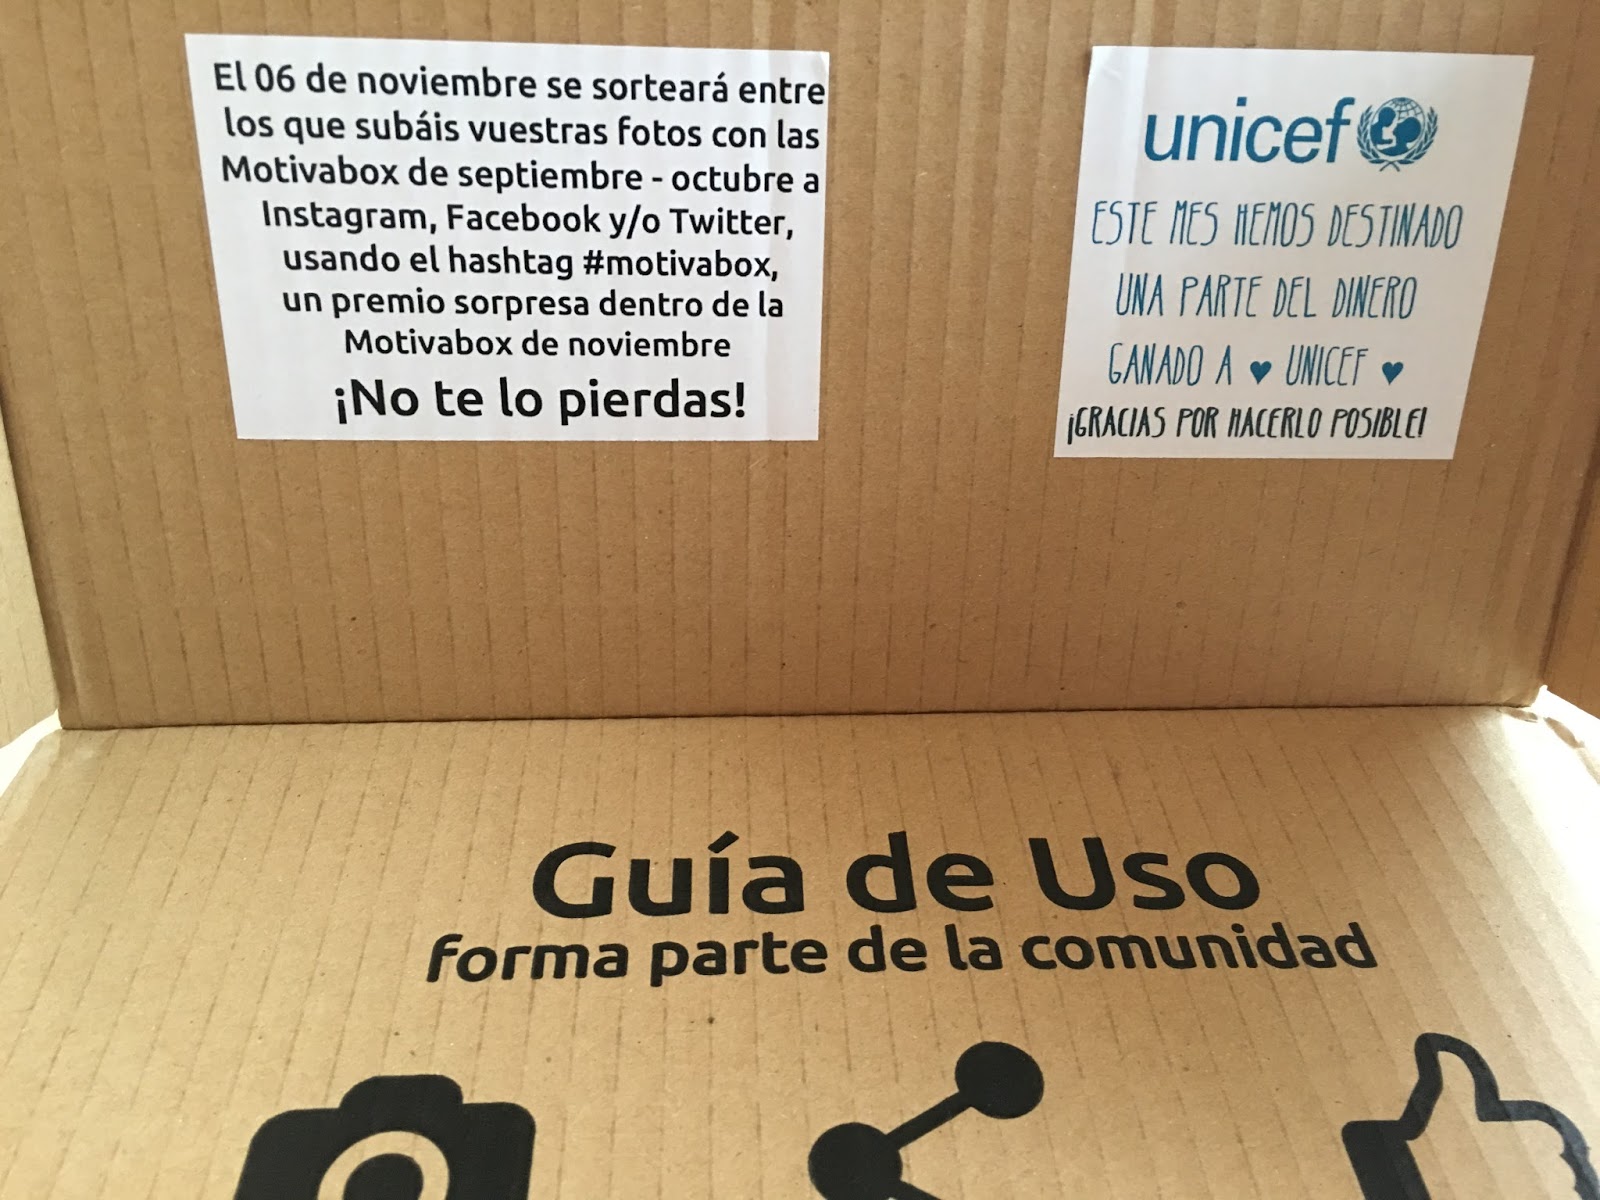 El 06 de noviembre se sorteará entre
los que subáis vuestras fotos con las
Motivabox de septiembre - octubre a
Instagram, Facebook y/o Twitter,
usando el hashtag #motivabox,
un premio sorpresa dentro de la
Motivabox de noviembre
¡No te lo pierdas!
unicef
ESTE MES HEMOS DESTINADO
UNA PARTE DEL DINERO
GANADO A ♥ UNICEF ♥
¡GRACIAS POR HACERLO POSIBLE!
Guía de Uso
forma parte de la comunidad